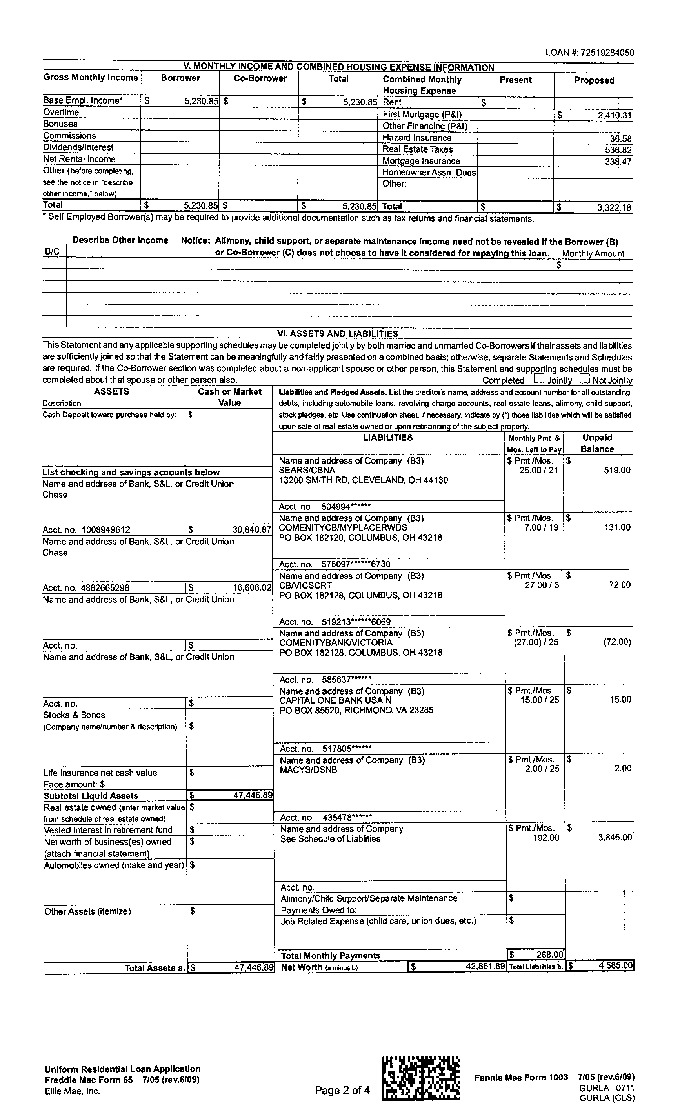 LOAN #: 72519284050
V. MONTHLY INCOME AND COMBINED HOUSING EXPENSE INFORMATION
Gross Monthly Income Borrower Co-Borrower Total Combined Monthly Housing Expense Present Proposed
Base Empl. Income* $ 5,230.85 $ $ 5,230.85 Rent $
Overtime First Mortgage (P&I) $ 2,410.31
Bonuses Other Financing (P&I)
Commissions Hazard Insurance 36.58
Dividends/Interest Real Estate Taxes 536.82
Net Rental Income Mortgage Insurance 338.47
Other (before completing, Homeowner Assn. Dues
see the notice in "describe Other:
other income," below)
Total $ 5,230.85 $ $ 5,230.85 Total $ $ 3,322.18
* Self Employed Borrower(s) may be required to provide additional documentation such as tax returns and financial statements.
Describe Other Income Notice: Alimony, child support, or separate maintenance income need not be revealed if the Borrower (B)
B/C or Co-Borrower (C) does not choose to have it considered for repaying this loan. Monthly Amount
$
VI. ASSETS AND LIABILITIES
This Statement and any applicable supporting schedules may be completed jointly by both married and unmarried Co-Borrowers if their assets and liabilities
are sufficiently joined so that the Statement can be meaningfully and fairly presented on a combined basis; otherwise, separate Statements and Schedules
are required. If the Co-Borrower section was completed about a non-applicant spouse or other person, this Statement and supporting schedules must be
completed about that spouse or other person also. Completed Jointly Not Jointly
ASSETS Cash or Market Value
Description
Cash Deposit toward purchase held by: $
List checking and savings accounts below
Name and address of Bank, S&L, or Credit Union
Chase
Acct. no. 1008949612 $ 30,840.87
Name and address of Bank, S&L, or Credit Union
Chase
Acct. no. 4882665298 $ 16,606.02
Name and address of Bank, S&L, or Credit Union
Acct. no. $
Name and address of Bank, S&L, or Credit Union
Acct. no. $
Stocks & Bonds $
(Company name/number & description)
Life insurance net cash value $
Face amount: $
Subtotal Liquid Assets $ 47,446.89
Real estate owned (enter market value $
from schedule of real estate owned)
Vested interest in retirement fund $
Net worth of business(es) owned $
(attach financial statement)
Automobiles owned (make and year) $
Other Assets (itemize) $
Total Assets a. $ 47,446.89
Liabilities and Pledged Assets. List the creditor's name, address and account number for all outstanding
debts, including automobile loans, revolving charge accounts, real estate loans, alimony, child support,
stock pledges, etc. Use continuation sheet, if necessary. Indicate by (*) those liabilities which will be satisfied
upon sale of real estate owned or upon refinancing of the subject property.
LIABILITIES Monthly Pmt. & Mos. Left to Pay Unpaid Balance
Name and address of Company (B3) $ Pmt./Mos. $
SEARS/CBNA 25.00 / 21 519.00
13200 SMITH RD, CLEVELAND, OH 44130
Acct. no. 504994******
Name and address of Company (B3) $ Pmt./Mos. $
COMENITYCB/MYPLACERWDS 7.00 / 19 131.00
PO BOX 182120, COLUMBUS, OH 43218
Acct. no. 578097******6730
Name and address of Company (B3) $ Pmt./Mos. $
CB/VICSCRT 27.00 / 3 72.00
PO BOX 182128, COLUMBUS, OH 43218
Acct. no. 519213******6069
Name and address of Company (B3) $ Pmt./Mos. $
COMENITYBANK/VICTORIA (27.00) / 25 (72.00)
PO BOX 182128, COLUMBUS, OH 43218
Acct. no. 585637******
Name and address of Company (B3) $ Pmt./Mos. $
CAPITAL ONE BANK USA N 15.00 / 25 15.00
PO BOX 85520, RICHMOND, VA 23285
Acct. no. 517805******
Name and address of Company (B3) $ Pmt./Mos. $
MACYS/DSNB 2.00 / 25 2.00
Acct. no. 435478******
Name and address of Company $ Pmt./Mos. $
See Schedule of Liabilities 192.00 3,845.00
Acct. no.
Alimony/Child Support/Separate Maintenance $
Payments Owed to:
Job Related Expense (child care, union dues, etc.) $
Total Monthly Payments $ 268.00
Net Worth (a minus b) $ 42,861.89 Total Liabilities b. $ 4,585.00
Uniform Residential Loan Application
Freddie Mac Form 65 7/05 (rev.6/09)
Ellie Mae, Inc.
Page 2 of 4
Fannie Mae Form 1003 7/05 (rev.6/09)
GURLA 0711
GURLA (CLS)